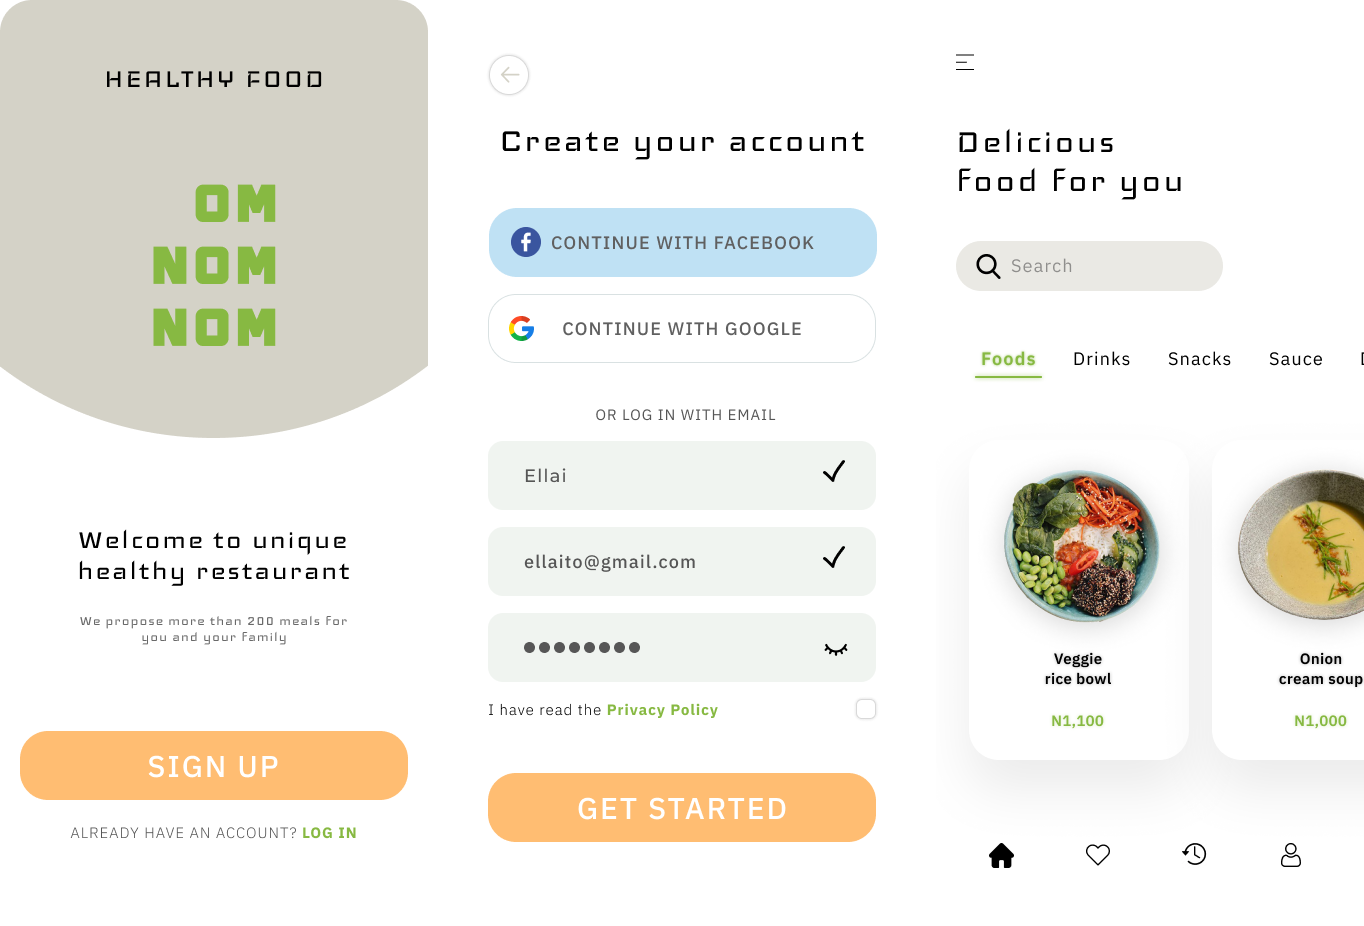 HEALTHY FOOD
OM
NOM
NOM
Welcome to unique
healthy restaurant
We propose more than 200 meals for
you and your family
SIGN UP
ALREADY HAVE AN ACCOUNT? LOG IN
Create your account
CONTINUE WITH FACEBOOK
CONTINUE WITH GOOGLE
OR LOG IN WITH EMAIL
Ellai
ellaito@gmail.com
I have read the Privacy Policy
GET STARTED
Delicious
food for you
Search
Foods Drinks Snacks Sauce
Veggie
rice bowl
N1,100
Onion
cream soup
N1,000